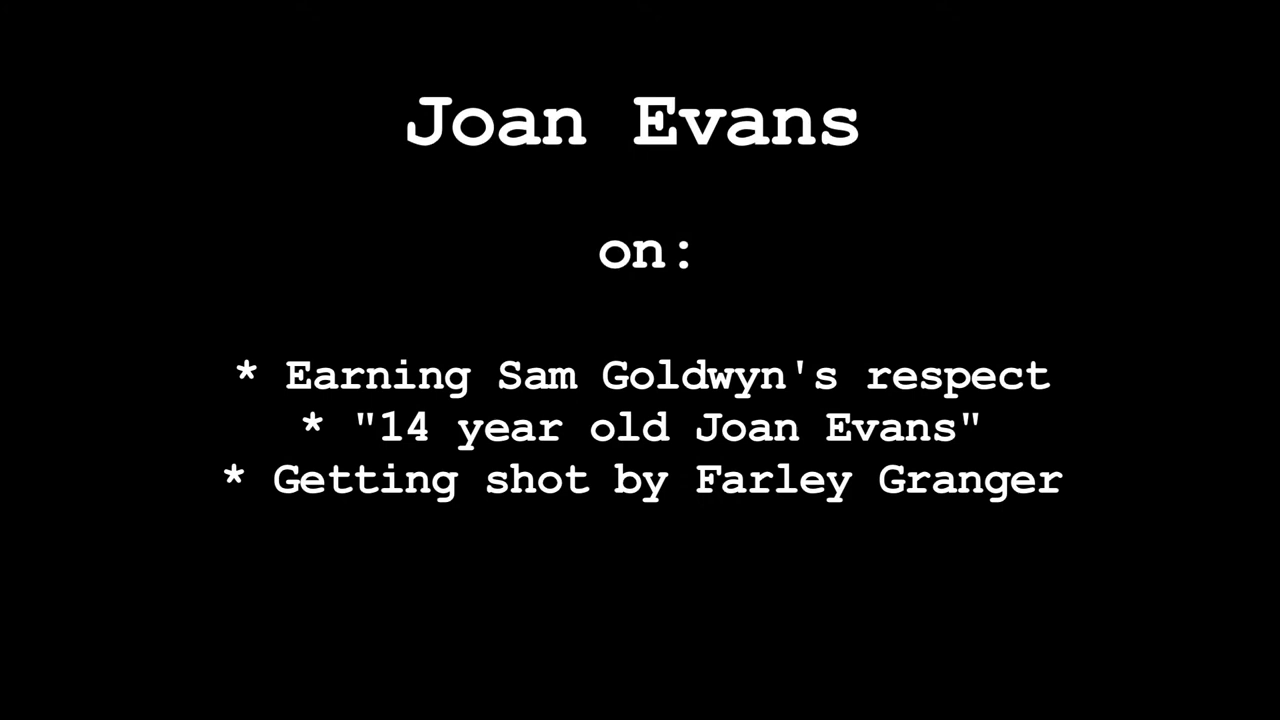 Joan Evans
on:
* Earning Sam Goldwyn's respect
* "14 year old Joan Evans"
* Getting shot by Farley Granger